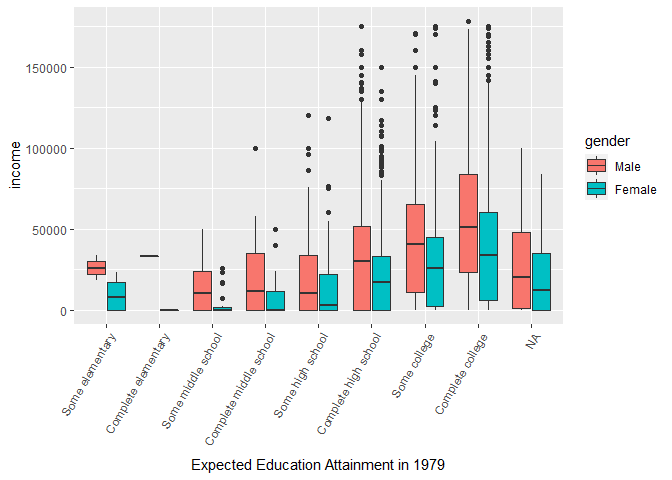 150000
100000
50000
0
income
Some elementary
Complete elementary
Some middle school
Complete middle school
Some high school
Complete high school
Some college
Complete college
NA
Expected Education Attainment in 1979
gender
Male
Female